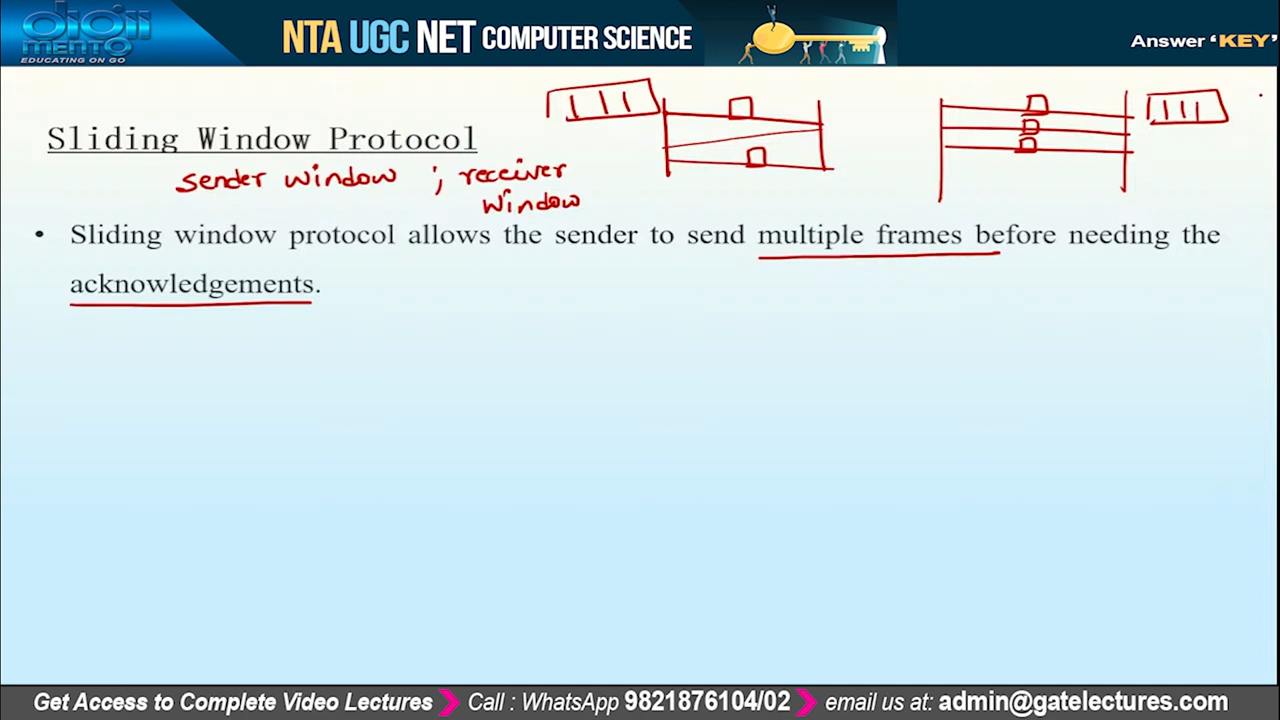 didji
MENTO
EDUCATING ON GO
NTA UGC NET COMPUTER SCIENCE
Answer ‘KEY’
Sliding Window Protocol
sender window ; receiver
window
• Sliding window protocol allows the sender to send multiple frames before needing the
acknowledgements.
Get Access to Complete Video Lectures Call : WhatsApp 9821876104/02 email us at: admin@gatelectures.com